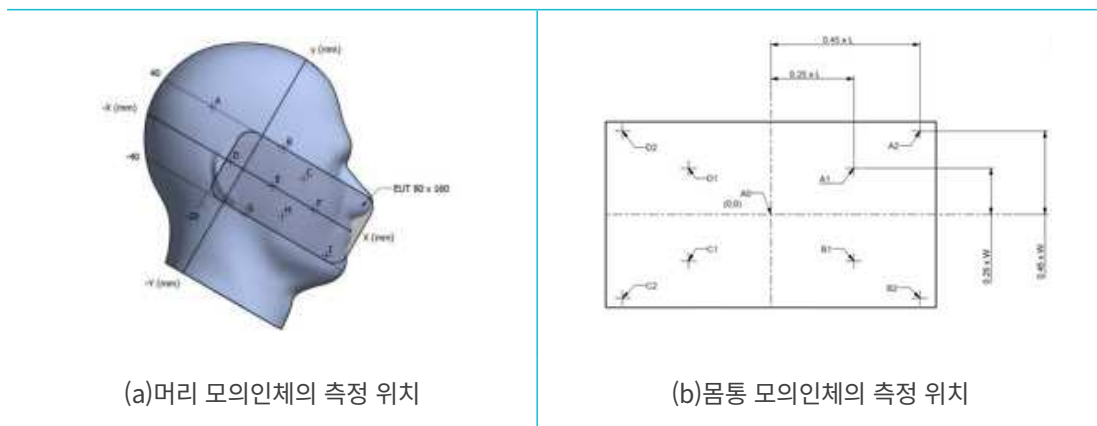 y (mm)
40
A
-X (mm)
B
-40
D
C
E
EUT 80 x 160
F
G
H
X (mm)
I
-Y (mm)
0.45 x L
0.25 x L
D2
A2
D1
A1
A0
(0,0)
C1
B1
0.25 x W
0.45 x W
C2
B2
(a)머리 모의인체의 측정 위치
(b)몸통 모의인체의 측정 위치